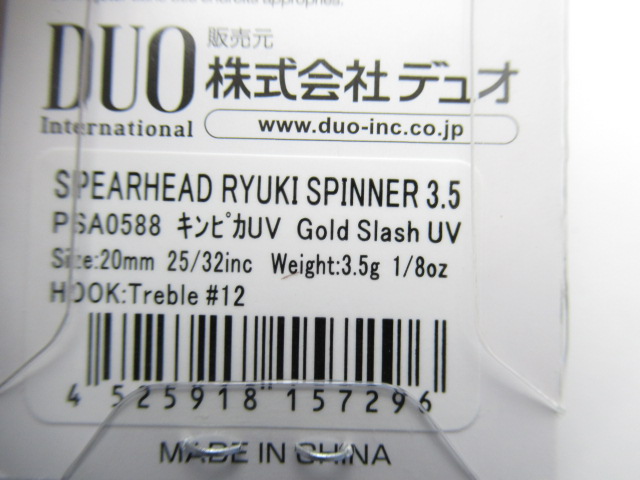 appropries.
DUO
International
販売元
株式会社デュオ
www.duo-inc.co.jp
SPEARHEAD RYUKI SPINNER 3.5
PSA0588 キンピカUV Gold Slash UV
Size:20mm 25/32inc Weight:3.5g 1/8oz
HOOK:Treble #12
4 525918 157296
MADE IN CHINA